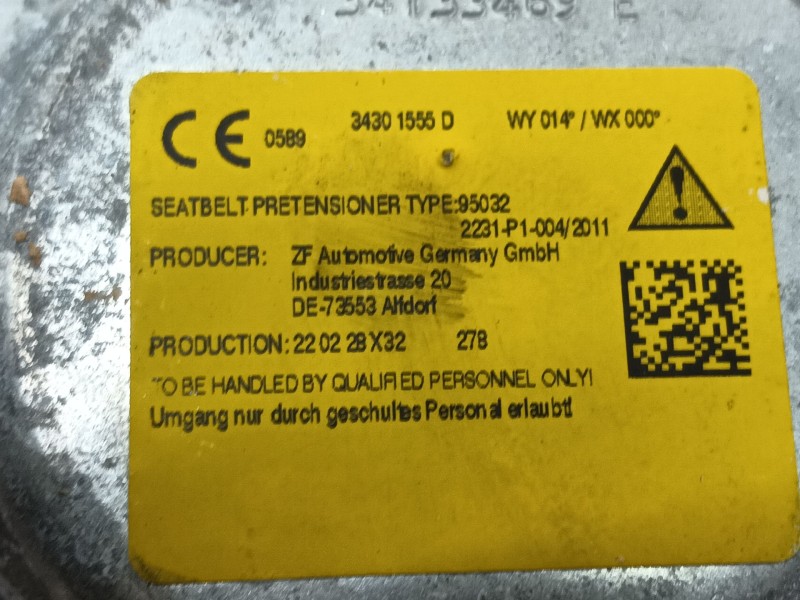 34133469 E
CE 0589 3430 1555 D WY 014° / WX 000°
SEATBELT PRETENSIONER TYPE:95032
2231-P1-004/2011
PRODUCER: ZF Automotive Germany GmbH
Industriestrasse 20
DE-73553 Alfdorf
PRODUCTION: 22 02 28 X32 278
TO BE HANDLED BY QUALIFIED PERSONNEL ONLY!
Umgang nur durch geschultes Personal erlaubt!